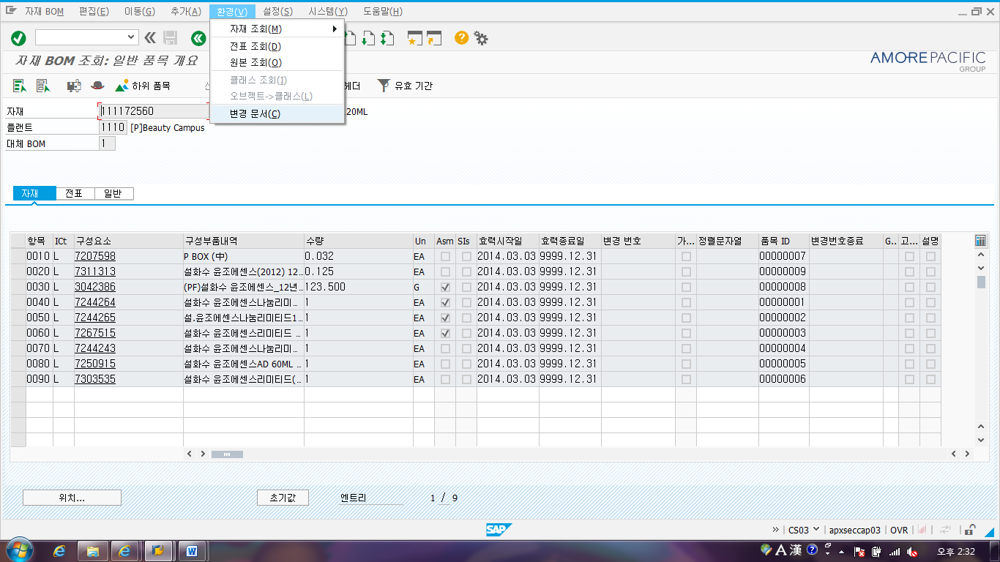 자재 BOM 편집(E) 이동(G) 추가(A) 환경(V) 설정(S) 시스템(Y) 도움말(H)
자재 조회(M)
전표 조회(D)
원본 조회(O)
클래스 조회(I)
오브젝트->클래스(L)
변경 문서(C)
자재 BOM 조회: 일반 품목 개요
AMOREPACIFIC
GROUP
하위 품목 헤더 유효 기간
자재 111172560 20ML
플랜트 1110 [P]Beauty Campus
대체 BOM 1
자재 전표 일반
항목 ICt 구성요소 구성부품내역 수량 Un Asm SIs 효력시작일 효력종료일 변경 번호 가... 정렬문자열 품목 ID 변경번호종료 G.. 고... 설명
0010 L 7207598 P BOX (中) 0.032 EA 2014.03.03 9999.12.31 00000007
0020 L 7311313 설화수 윤조에센스(2012) 12... 0.125 EA 2014.03.03 9999.12.31 00000009
0030 L 3042386 (PF)설화수 윤조에센스_12년... 123.500 G 2014.03.03 9999.12.31 00000008
0040 L 7244264 설화수 윤조에센스나눔리미... 1 EA 2014.03.03 9999.12.31 00000001
0050 L 7244265 설.윤조에센스나눔리미티드1... 1 EA 2014.03.03 9999.12.31 00000002
0060 L 7267515 설화수 윤조에센스리미티드 ... 1 EA 2014.03.03 9999.12.31 00000003
0070 L 7244243 설화수 윤조에센스나눔리미... 1 EA 2014.03.03 9999.12.31 00000004
0080 L 7250915 설화수 윤조에센스AD 60ML ... 1 EA 2014.03.03 9999.12.31 00000005
0090 L 7303535 설화수 윤조에센스리미티드(... 1 EA 2014.03.03 9999.12.31 00000006
위치... 초기값 엔트리 1 / 9
SAP
CS03 apxseccap03 OVR
A 漢 오후 2:32